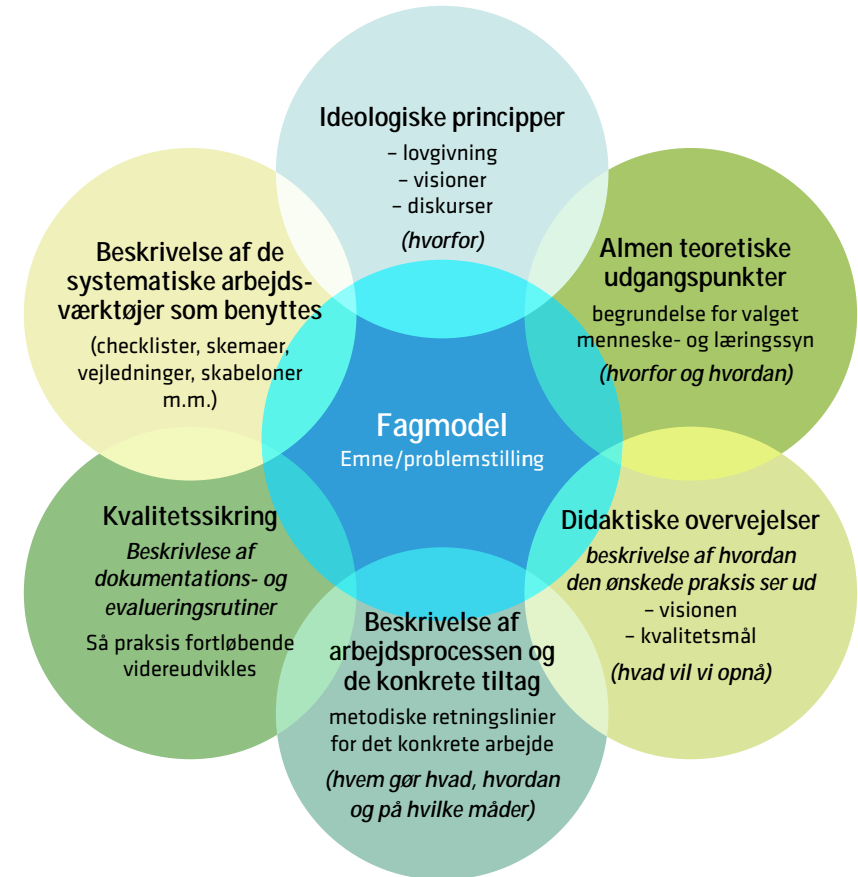 Ideologiske principper
– lovgivning
– visioner
– diskurser
(hvorfor)
Almen teoretiske
udgangspunkter
begrundelse for valget
menneske- og læringssyn
(hvorfor og hvordan)
Didaktiske overvejelser
beskrivelse af hvordan
den ønskede praksis ser ud
– visionen
– kvalitetsmål
(hvad vil vi opnå)
Beskrivelse af
arbejdsprocessen og
de konkrete tiltag
metodiske retningslinier
for det konkrete arbejde
(hvem gør hvad, hvordan
og på hvilke måder)
Kvalitetssikring
Beskrivlese af
dokumentations- og
evalueringsrutiner
Så praksis fortløbende
videreudvikles
Beskrivelse af de
systematiske arbejds-
værktøjer som benyttes
(checklister, skemaer,
vejledninger, skabeloner
m.m.)
Fagmodel
Emne/problemstilling